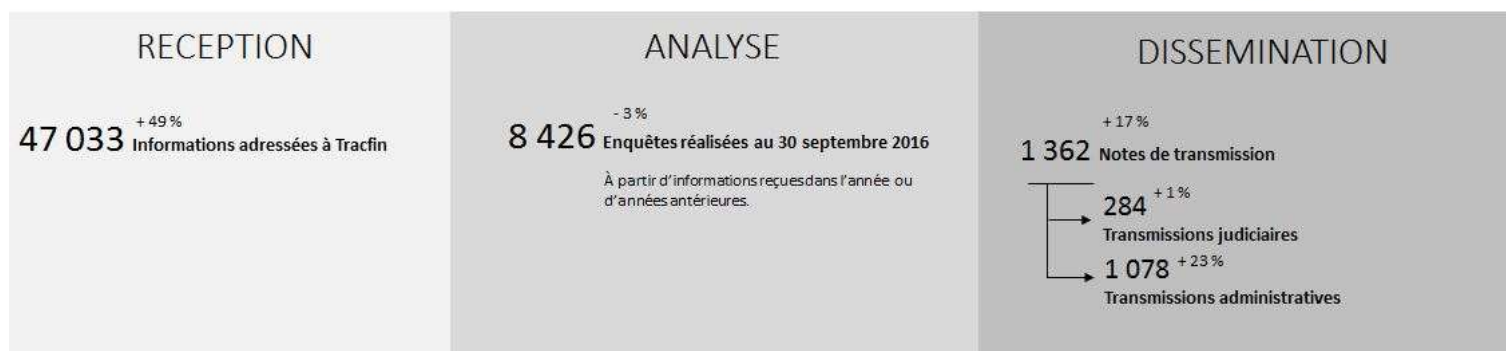 RECEPTION
+ 49 %
47 033 Informations adressées à Tracfin
ANALYSE
- 3 %
8 426 Enquêtes réalisées au 30 septembre 2016
À partir d'informations reçues dans l'année ou
d'années antérieures.
DISSEMINATION
+ 17 %
1 362 Notes de transmission
284 + 1 %
Transmissions judiciaires
1 078 + 23 %
Transmissions administratives